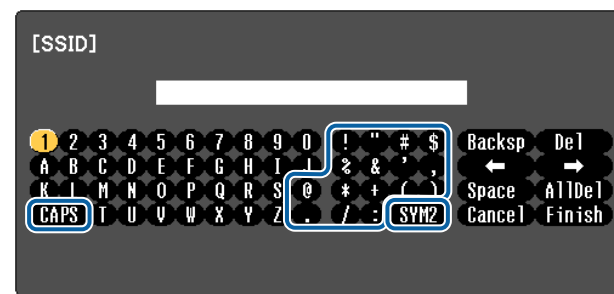 [SSID]
1 2 3 4 5 6 7 8 9 0 ! " # $ Backsp Del
A B C D E F G H I J % & ' , ← →
K L M N O P Q R S @ * + ( ) Space AllDel
CAPS T U V W X Y Z . / : SYM2 Cancel Finish